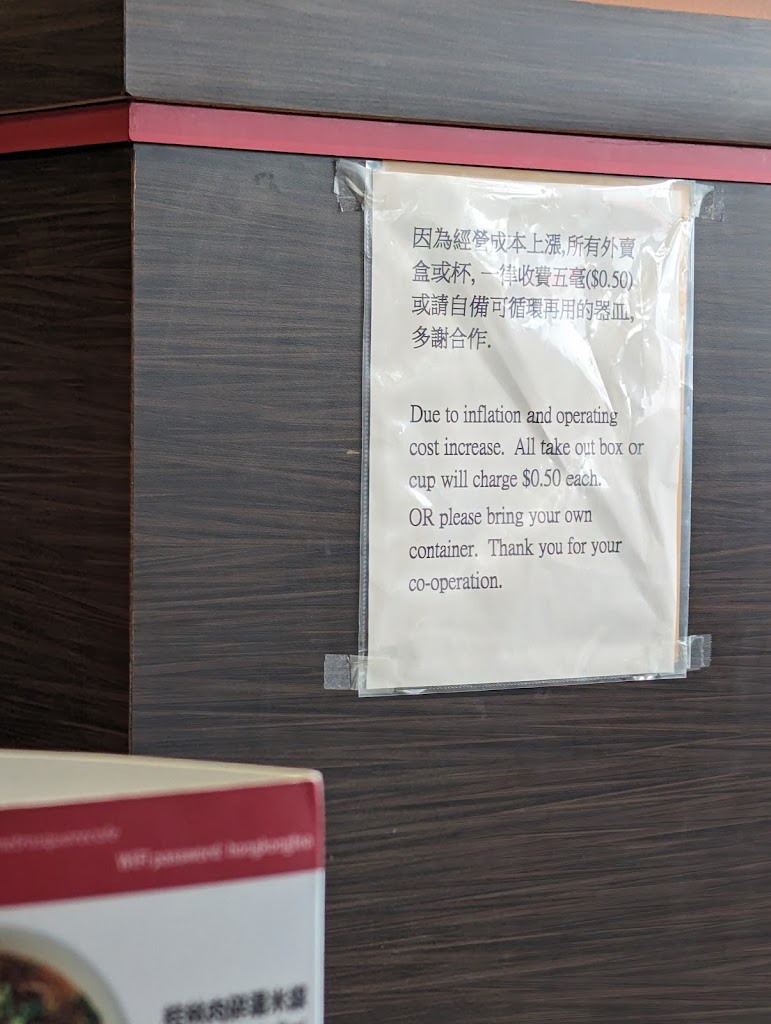 因為經營成本上漲,所有外賣
盒或杯, 一律收費五毫($0.50)
或請自備可循環再用的器皿,
多謝合作.
Due to inflation and operating
cost increase. All take out box or
cup will charge $0.50 each.
OR please bring your own
container. Thank you for your
co-operation.
WiFi password: